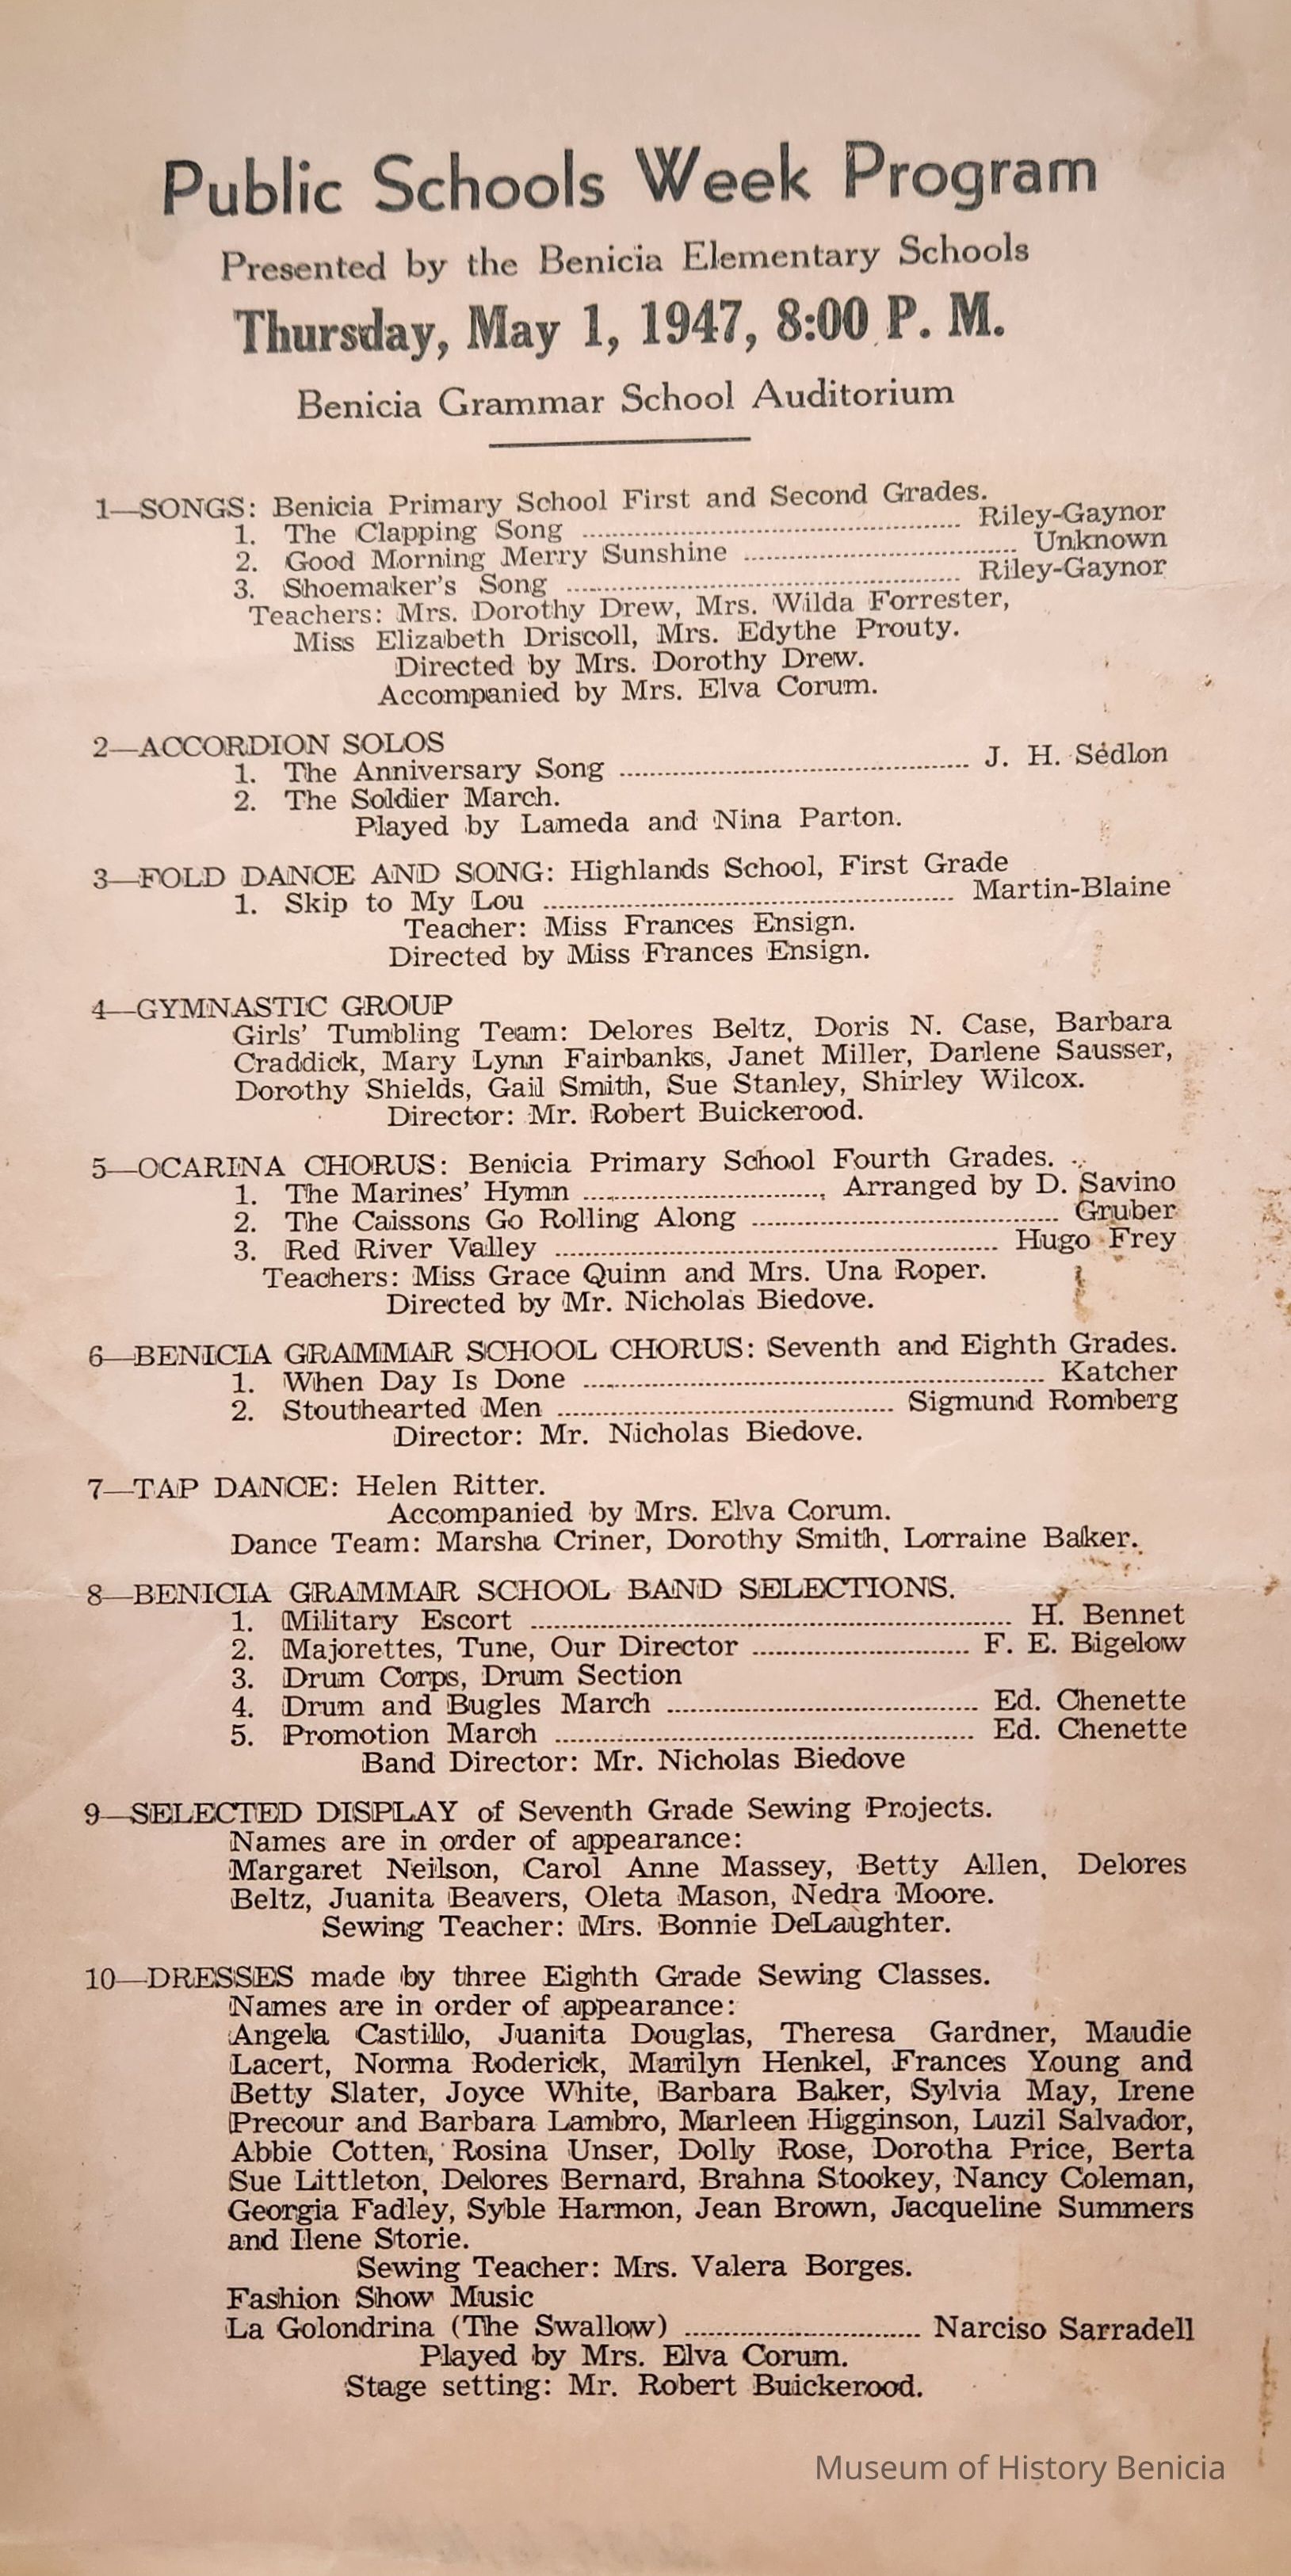 Public Schools Week Program
Presented by the Benicia Elementary Schools
Thursday, May 1, 1947, 8:00 P. M.
Benicia Grammar School Auditorium
1—SONGS: Benicia Primary School First and Second Grades.
1. The Clapping Song ........ Riley-Gaynor
2. Good Morning Merry Sunshine ........ Unknown
3. Shoemaker's Song ........ Riley-Gaynor
Teachers: Mrs. Dorothy Drew, Mrs. Wilda Forrester,
Miss Elizabeth Driscoll, Mrs. Edythe Prouty.
Directed by Mrs. Dorothy Drew.
Accompanied by Mrs. Elva Corum.
2—ACCORDION SOLOS
1. The Anniversary Song ........ J. H. Sédlon
2. The Soldier March.
Played by Lameda and Nina Parton.
3—FOLD DANCE AND SONG: Highlands School, First Grade
1. Skip to My Lou ........ Martin-Blaine
Teacher: Miss Frances Ensign.
Directed by Miss Frances Ensign.
4—GYMNASTIC GROUP
Girls' Tumbling Team: Delores Beltz, Doris N. Case, Barbara
Craddick, Mary Lynn Fairbanks, Janet Miller, Darlene Sausser,
Dorothy Shields, Gail Smith, Sue Stanley, Shirley Wilcox.
Director: Mr. Robert Buickerood.
5—OCARINA CHORUS: Benicia Primary School Fourth Grades.
1. The Marines' Hymn ........, Arranged by D. Savino
2. The Caissons Go Rolling Along ........ Gruber
3. Red River Valley ........ Hugo Frey
Teachers: Miss Grace Quinn and Mrs. Una Roper.
Directed by Mr. Nicholas Biedove.
6—BENICIA GRAMMAR SCHOOL CHORUS: Seventh and Eighth Grades.
1. When Day Is Done ........ Katcher
2. Stouthearted Men ........ Sigmund Romberg
Director: Mr. Nicholas Biedove.
7—TAP DANCE: Helen Ritter.
Accompanied by Mrs. Elva Corum.
Dance Team: Marsha Criner, Dorothy Smith, Lorraine Baker.
8—BENICIA GRAMMAR SCHOOL BAND SELECTIONS.
1. Military Escort ........ H. Bennet
2. Majorettes, Tune, Our Director ........ F. E. Bigelow
3. Drum Corps, Drum Section
4. Drum and Bugles March ........ Ed. Chenette
5. Promotion March ........ Ed. Chenette
Band Director: Mr. Nicholas Biedove
9—SELECTED DISPLAY of Seventh Grade Sewing Projects.
Names are in order of appearance:
Margaret Neilson, Carol Anne Massey, Betty Allen, Delores
Beltz, Juanita Beavers, Oleta Mason, Nedra Moore.
Sewing Teacher: Mrs. Bonnie DeLaughter.
10—DRESSES made by three Eighth Grade Sewing Classes.
Names are in order of appearance:
Angela Castillo, Juanita Douglas, Theresa Gardner, Maudie
Lacert, Norma Roderick, Marilyn Henkel, Frances Young and
Betty Slater, Joyce White, Barbara Baker, Sylvia May, Irene
Precour and Barbara Lambro, Marleen Higginson, Luzil Salvador,
Abbie Cotten, Rosina Unser, Dolly Rose, Dorotha Price, Berta
Sue Littleton, Delores Bernard, Brahna Stookey, Nancy Coleman,
Georgia Fadley, Syble Harmon, Jean Brown, Jacqueline Summers
and Ilene Storie.
Sewing Teacher: Mrs. Valera Borges.
Fashion Show Music
La Golondrina (The Swallow) ........ Narciso Sarradell
Played by Mrs. Elva Corum.
Stage setting: Mr. Robert Buickerood.
Museum of History Benicia